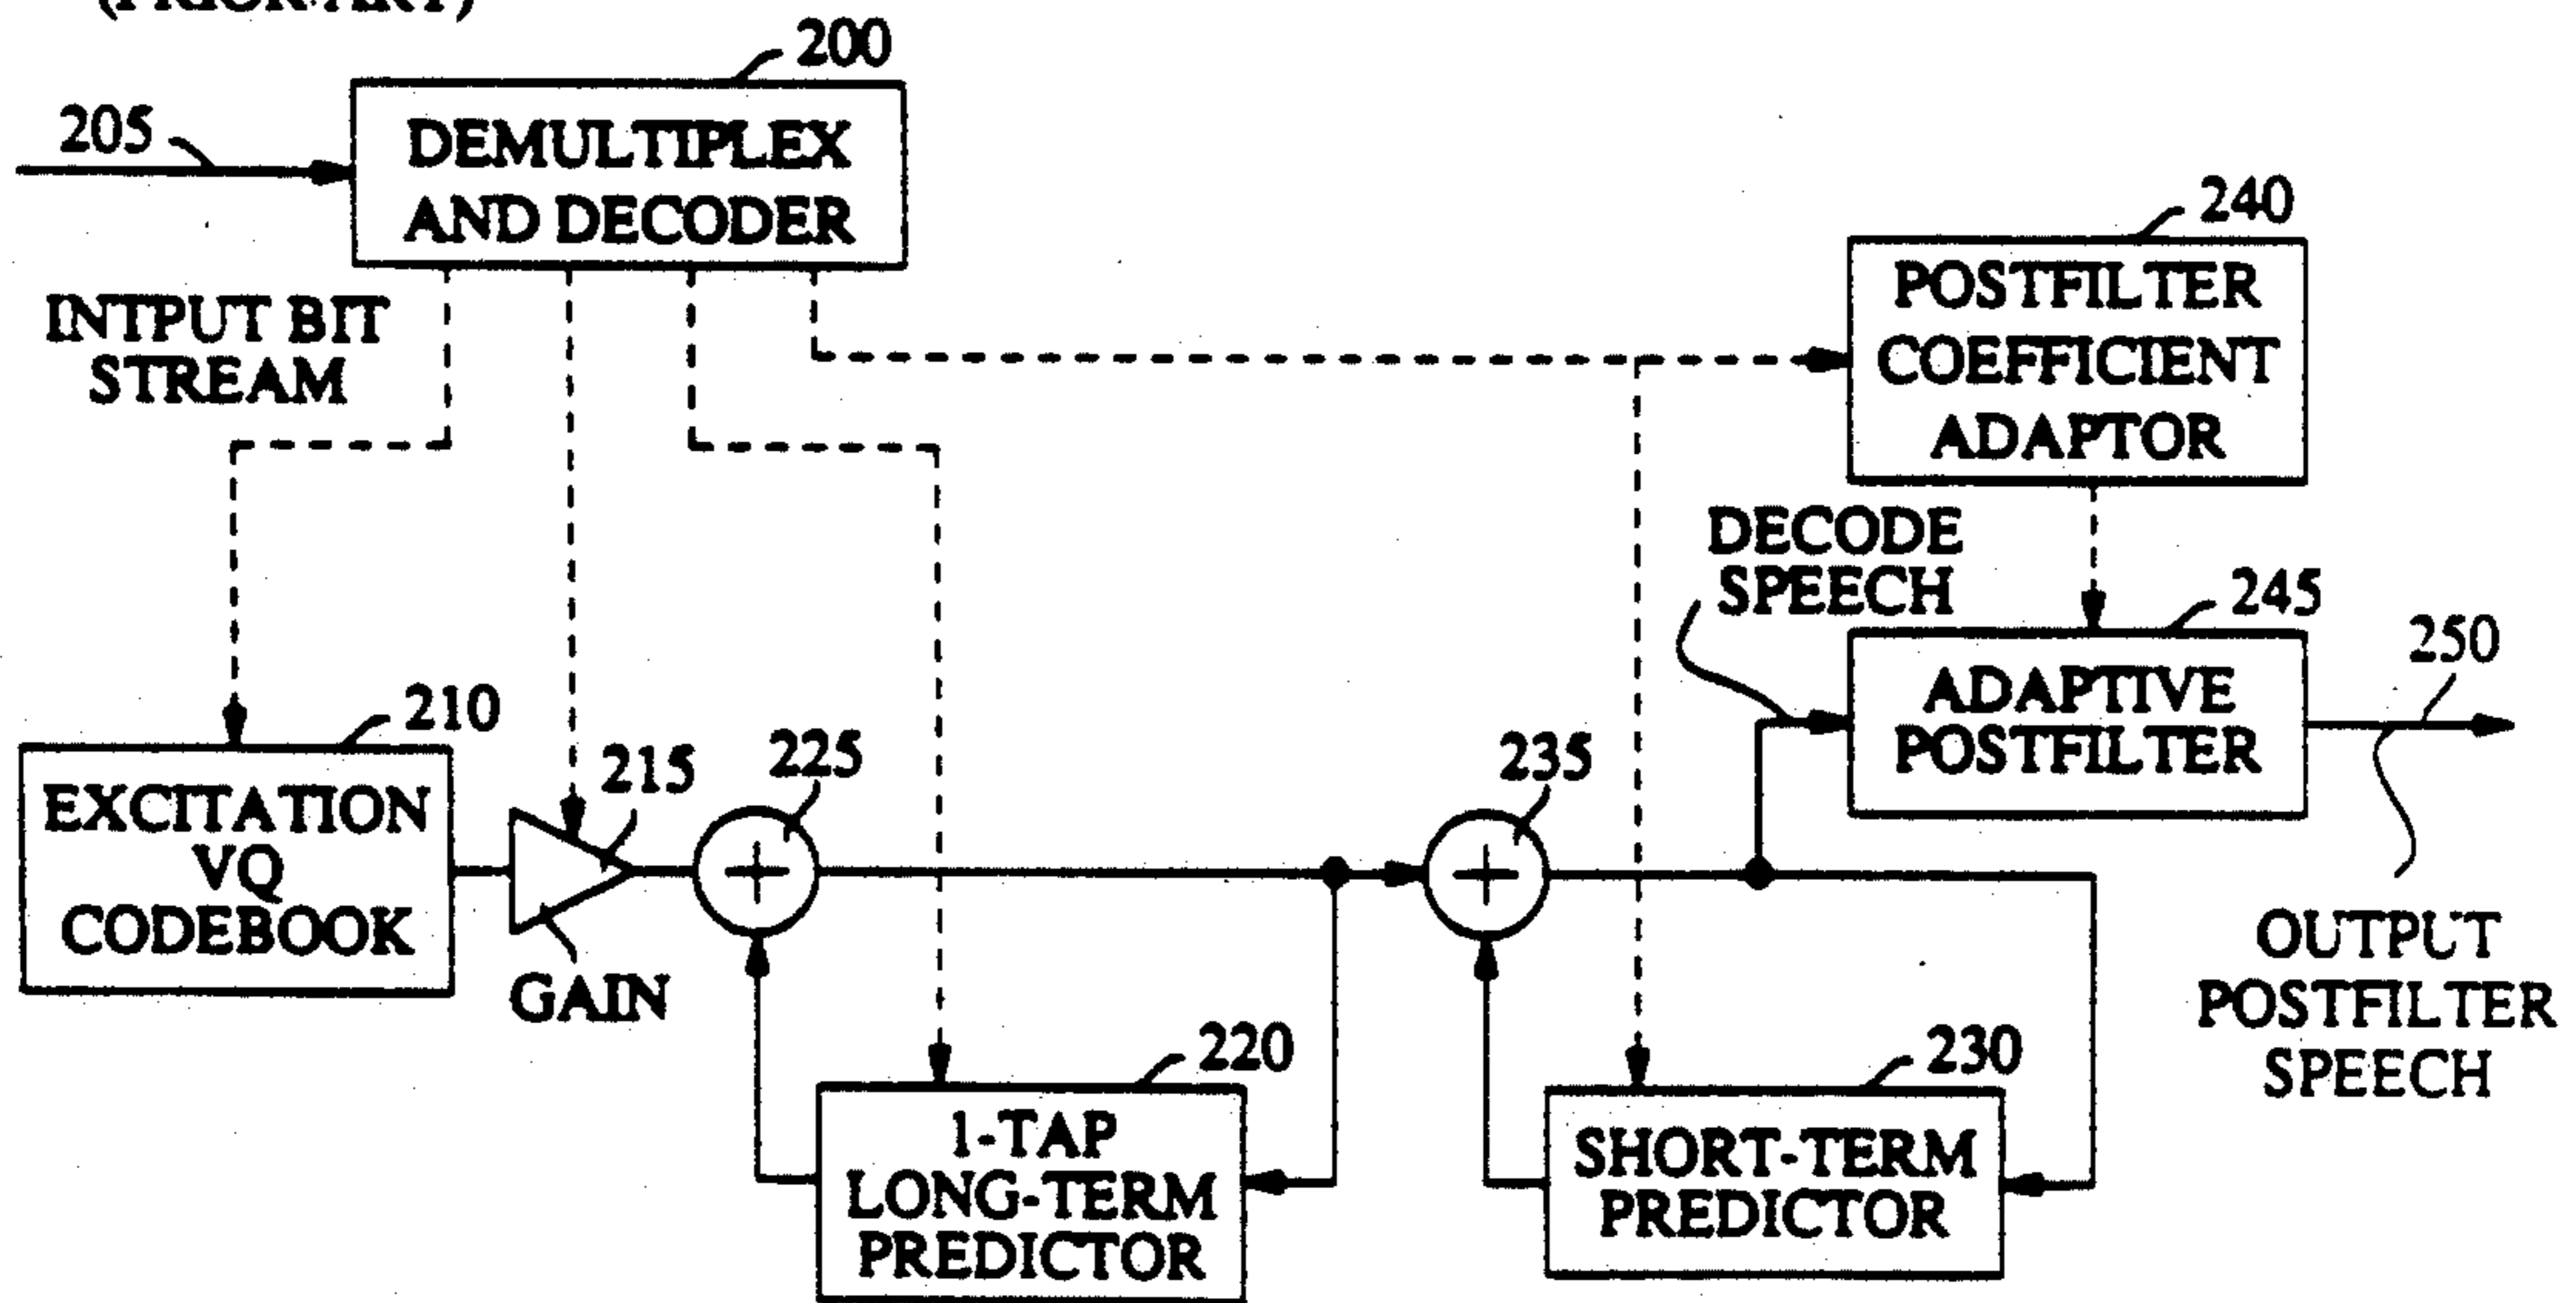 (PRIOR ART)
200
205
DEMULTIPLEX
AND DECODER
240
INTPUT BIT
STREAM
POSTFILTER
COEFFICIENT
ADAPTOR
DECODE
SPEECH
245
250
210
ADAPTIVE
POSTFILTER
215
225
235
EXCITATION
VQ
CODEBOOK
+
+
GAIN
OUTPUT
POSTFILTER
SPEECH
220
230
1-TAP
LONG-TERM
PREDICTOR
SHORT-TERM
PREDICTOR